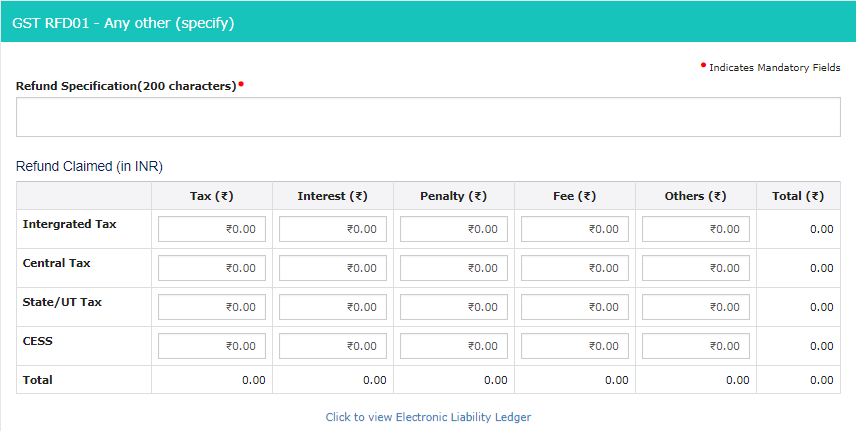 GST RFD01 - Any other (specify)
• Indicates Mandatory Fields
Refund Specification(200 characters)•
Refund Claimed (in INR)
Tax (₹) Interest (₹) Penalty (₹) Fee (₹) Others (₹) Total (₹)
Intergrated Tax ₹0.00 ₹0.00 ₹0.00 ₹0.00 ₹0.00 0.00
Central Tax ₹0.00 ₹0.00 ₹0.00 ₹0.00 ₹0.00 0.00
State/UT Tax ₹0.00 ₹0.00 ₹0.00 ₹0.00 ₹0.00 0.00
CESS ₹0.00 ₹0.00 ₹0.00 ₹0.00 ₹0.00 0.00
Total 0.00 0.00 0.00 0.00 0.00 0.00
Click to view Electronic Liability Ledger